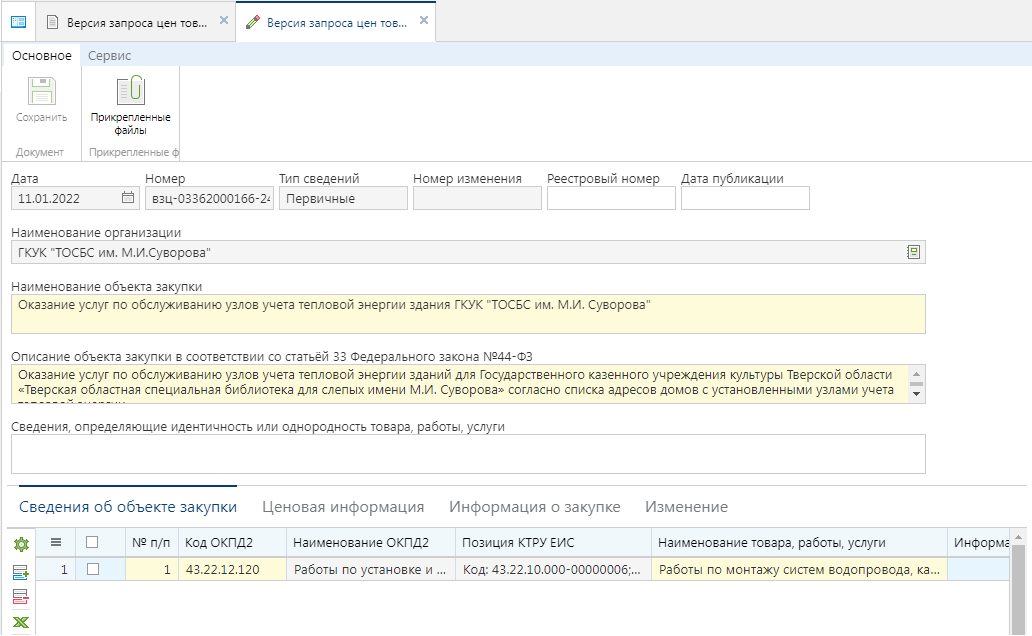 Версия запроса цен тов...
Версия запроса цен тов...
Основное Сервис
Сохранить
Прикрепленные
файлы
Документ
Прикрепленные ф
Дата Номер Тип сведений Номер изменения Реестровый номер Дата публикации
11.01.2022 взц-03362000166-24 Первичные
Наименование организации
ГКУК "ТОСБС им. М.И.Суворова"
Наименование объекта закупки
Оказание услуг по обслуживанию узлов учета тепловой энергии здания ГКУК "ТОСБС им. М.И. Суворова"
Описание объекта закупки в соответствии со статьёй 33 Федерального закона №44-ФЗ
Оказание услуг по обслуживанию узлов учета тепловой энергии зданий для Государственного казенного учреждения культуры Тверской области
«Тверская областная специальная библиотека для слепых имени М.И. Суворова» согласно списка адресов домов с установленными узлами учета
Сведения, определяющие идентичность или однородность товара, работы, услуги
Сведения об объекте закупки Ценовая информация Информация о закупке Изменение
№ п/п Код ОКПД2 Наименование ОКПД2 Позиция КТРУ ЕИС Наименование товара, работы, услуги Информа
1 1 43.22.12.120 Работы по установке и ... Код: 43.22.10.000-00000006;... Работы по монтажу систем водопровода, ка...